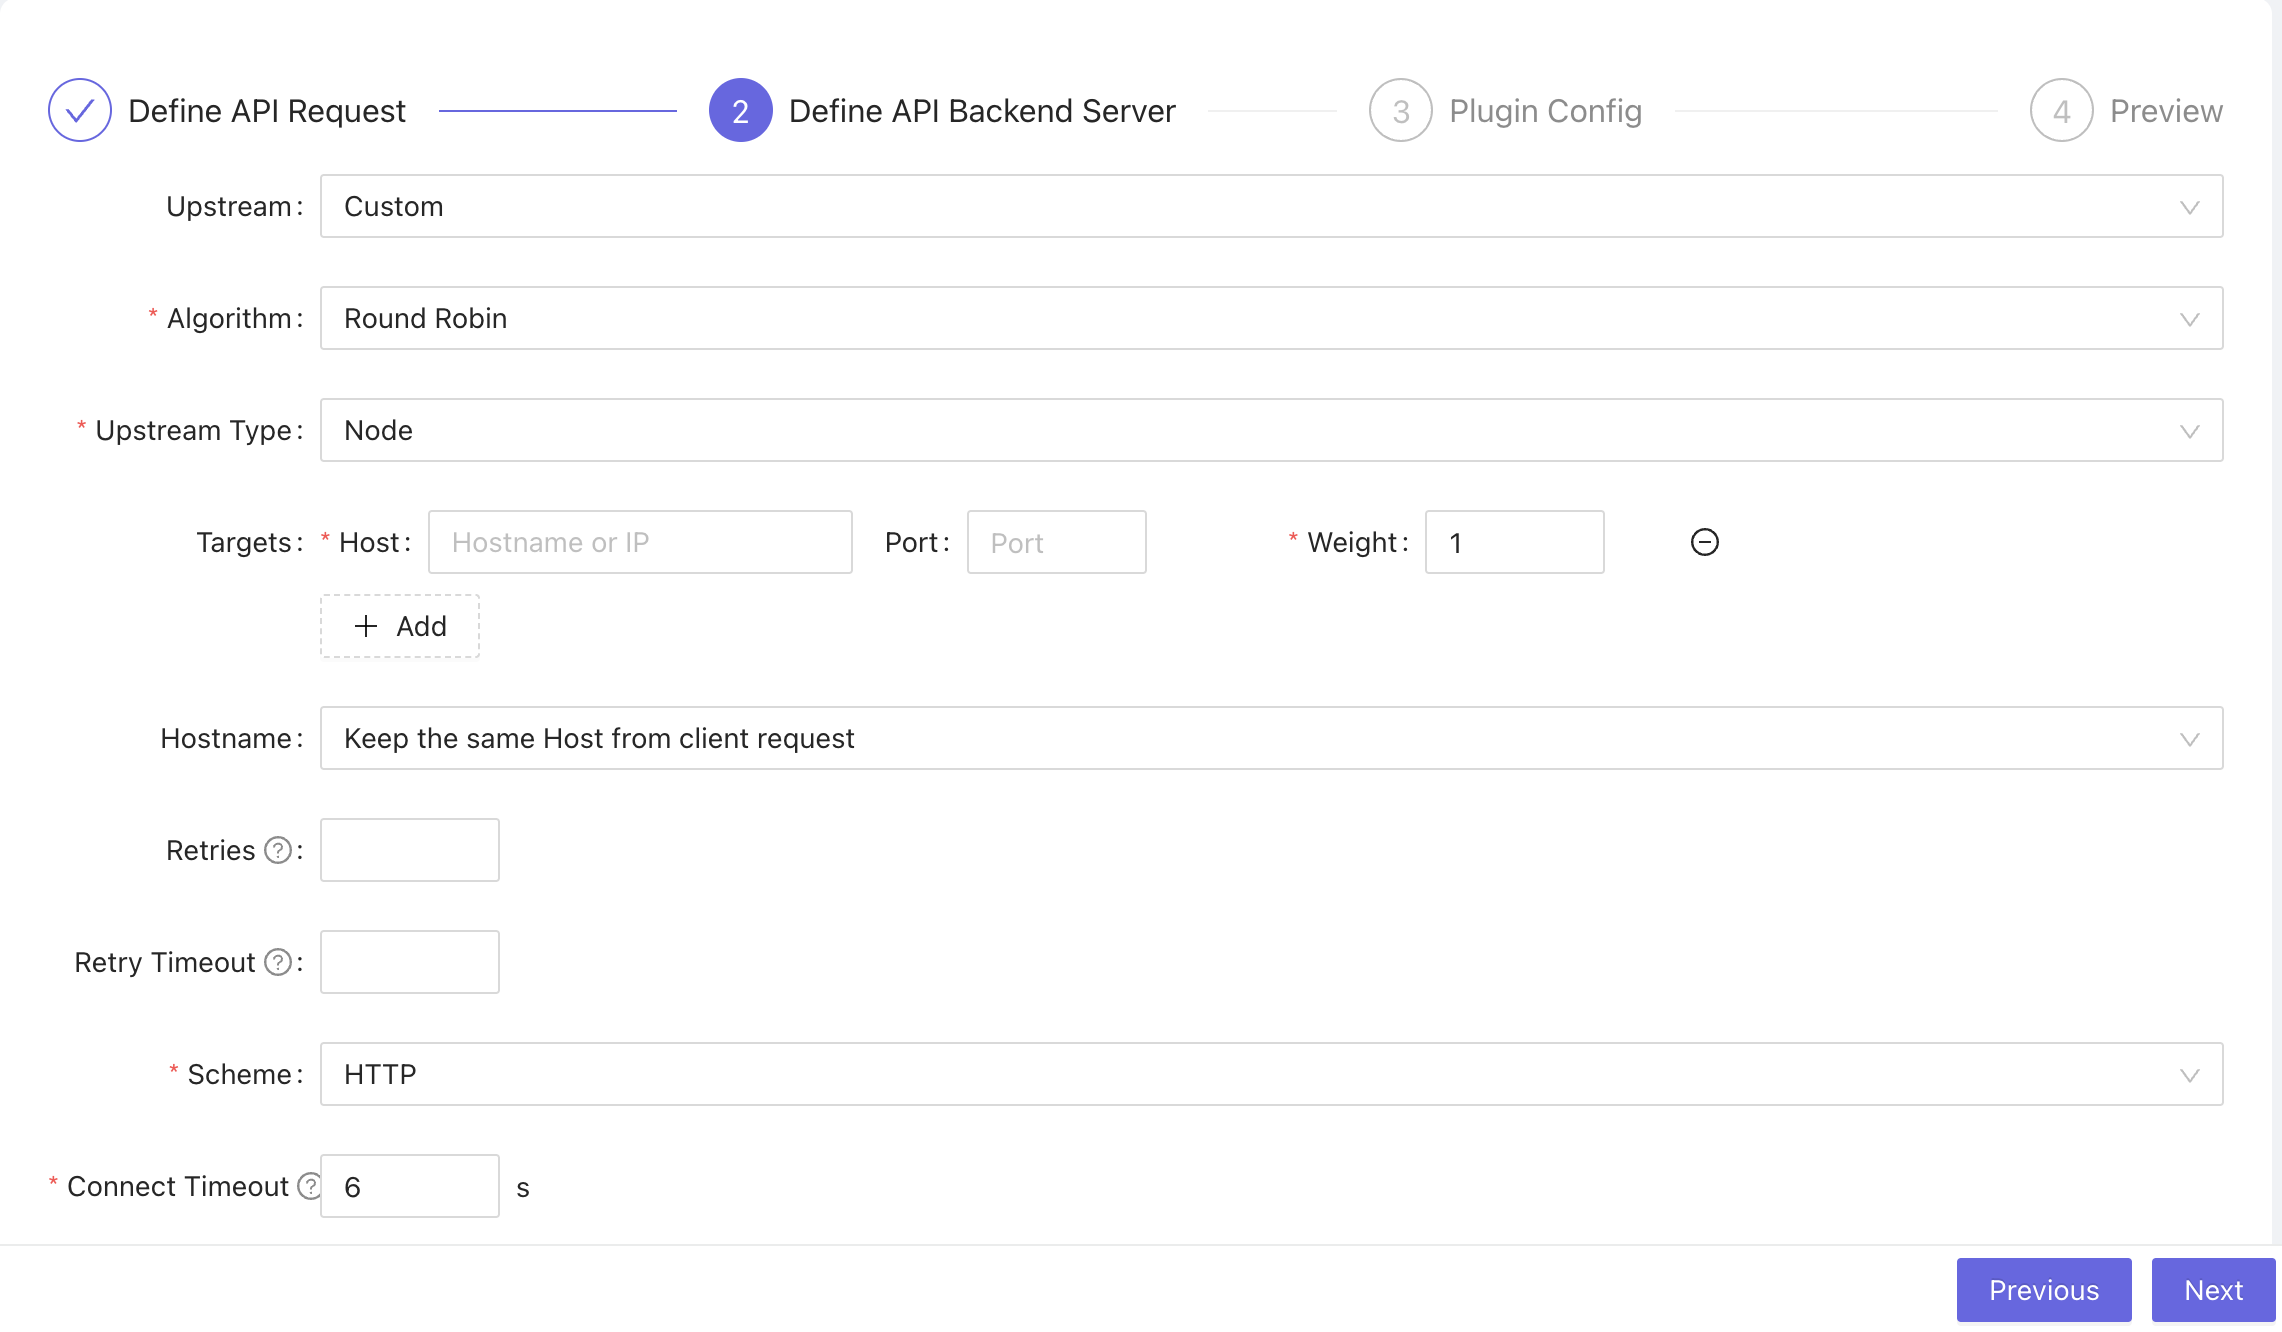 Define API Request
2 Define API Backend Server
3 Plugin Config
4 Preview
Upstream: Custom
* Algorithm: Round Robin
* Upstream Type: Node
Targets: * Host: Hostname or IP Port: Port * Weight: 1
+ Add
Hostname: Keep the same Host from client request
Retries ?:
Retry Timeout ?:
* Scheme: HTTP
* Connect Timeout ? 6 s
Previous Next